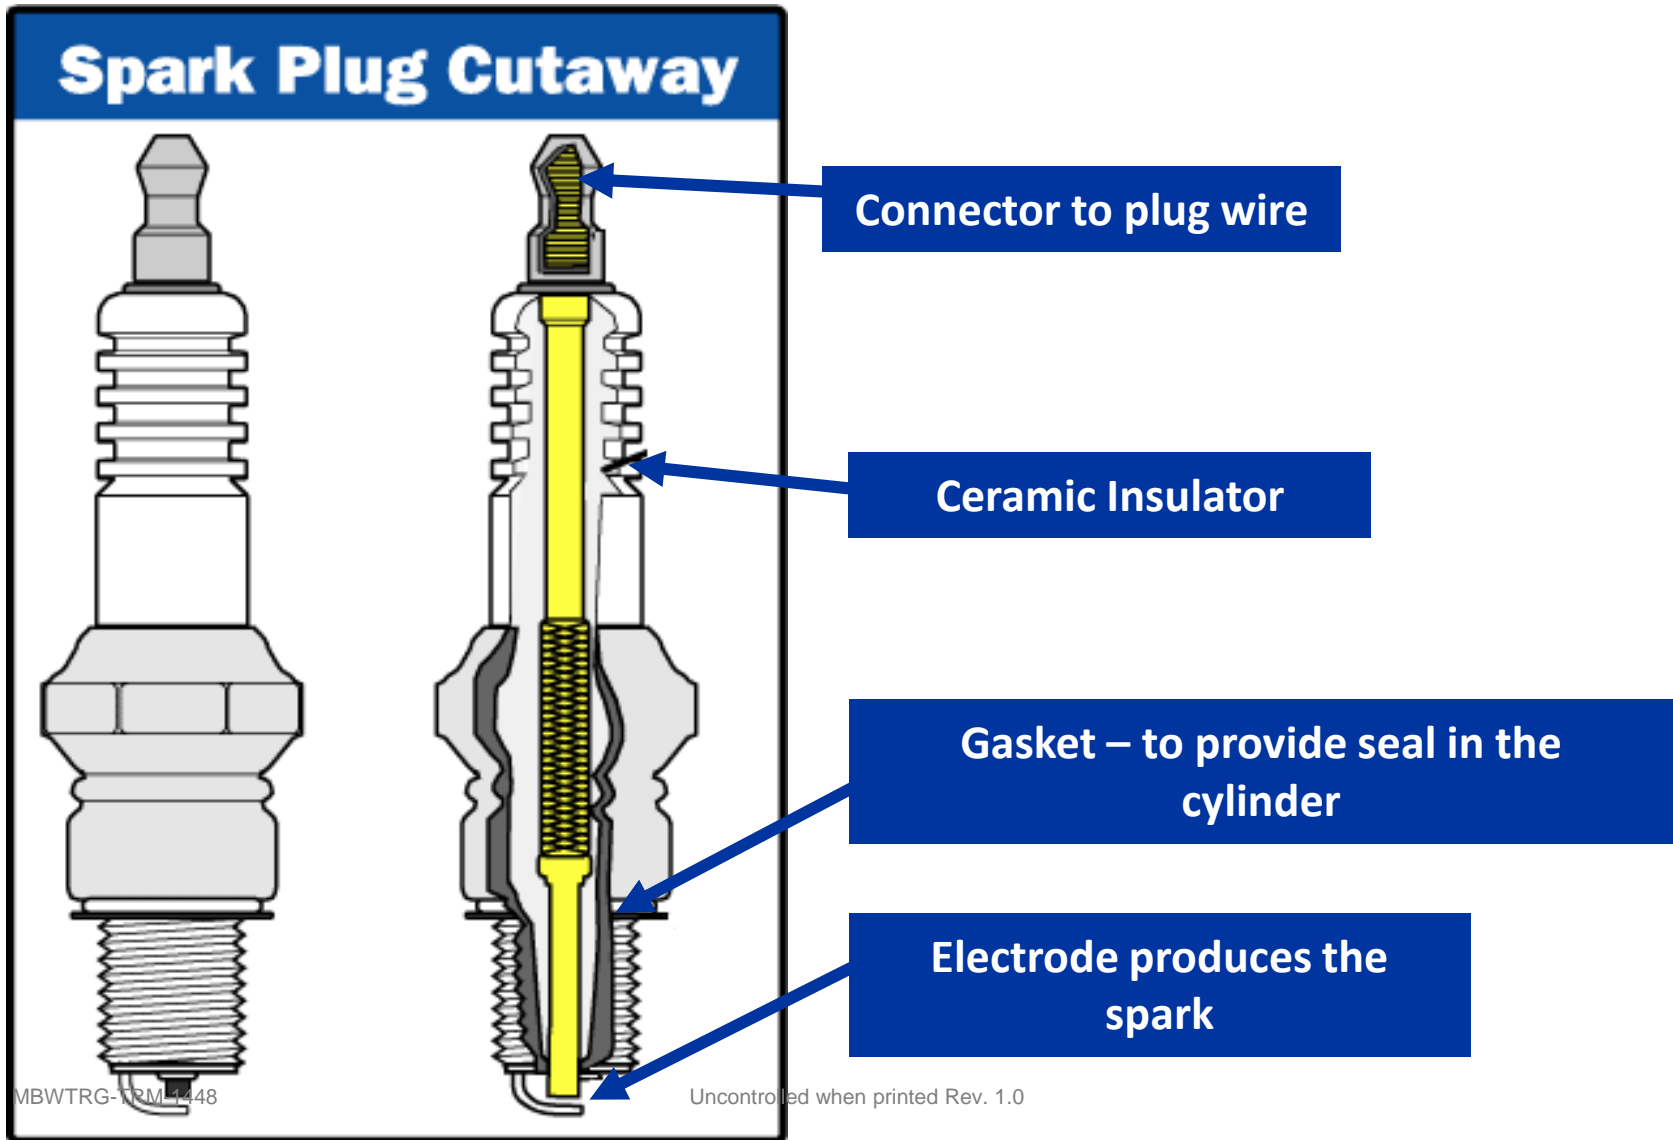 Spark Plug Cutaway
Connector to plug wire
Ceramic Insulator
Gasket – to provide seal in the
cylinder
Electrode produces the
spark
MBWTRG-TRM-1448
Uncontrolled when printed Rev. 1.0